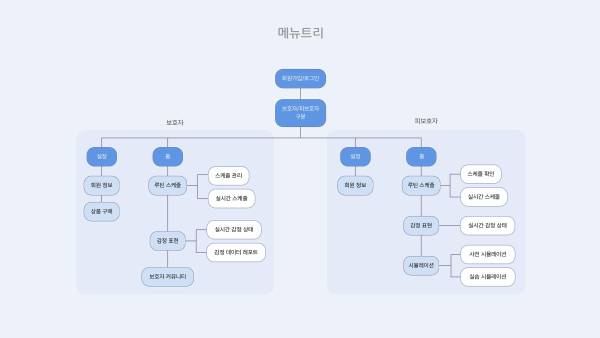 메뉴트리
회원가입/로그인
보호자/피보호자
구분
보호자
설정
홈
회원 정보
상품 구매
루틴 스케줄
스케줄 관리
실시간 스케줄
감정 표현
실시간 감정 상태
감정 데이터 레포트
보호자 커뮤니티
피보호자
설정
홈
회원 정보
루틴 스케줄
스케줄 확인
실시간 스케줄
감정 표현
실시간 감정 상태
시뮬레이션
사전 시뮬레이션
실습 시뮬레이션